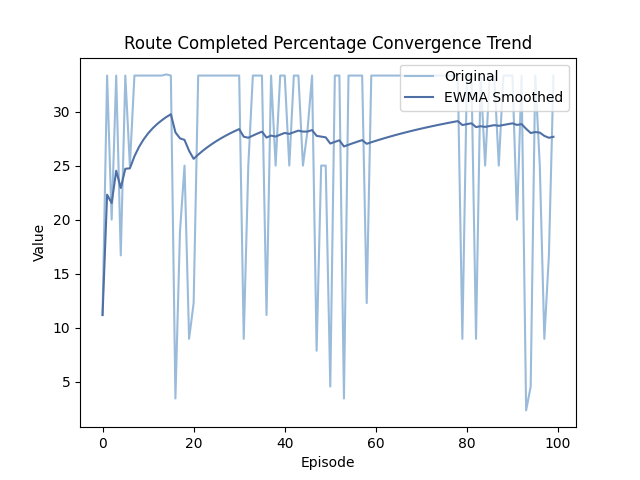 Route Completed Percentage Convergence Trend
Original
EWMA Smoothed
30
25
20
15
10
5
Value
0 20 40 60 80 100
Episode